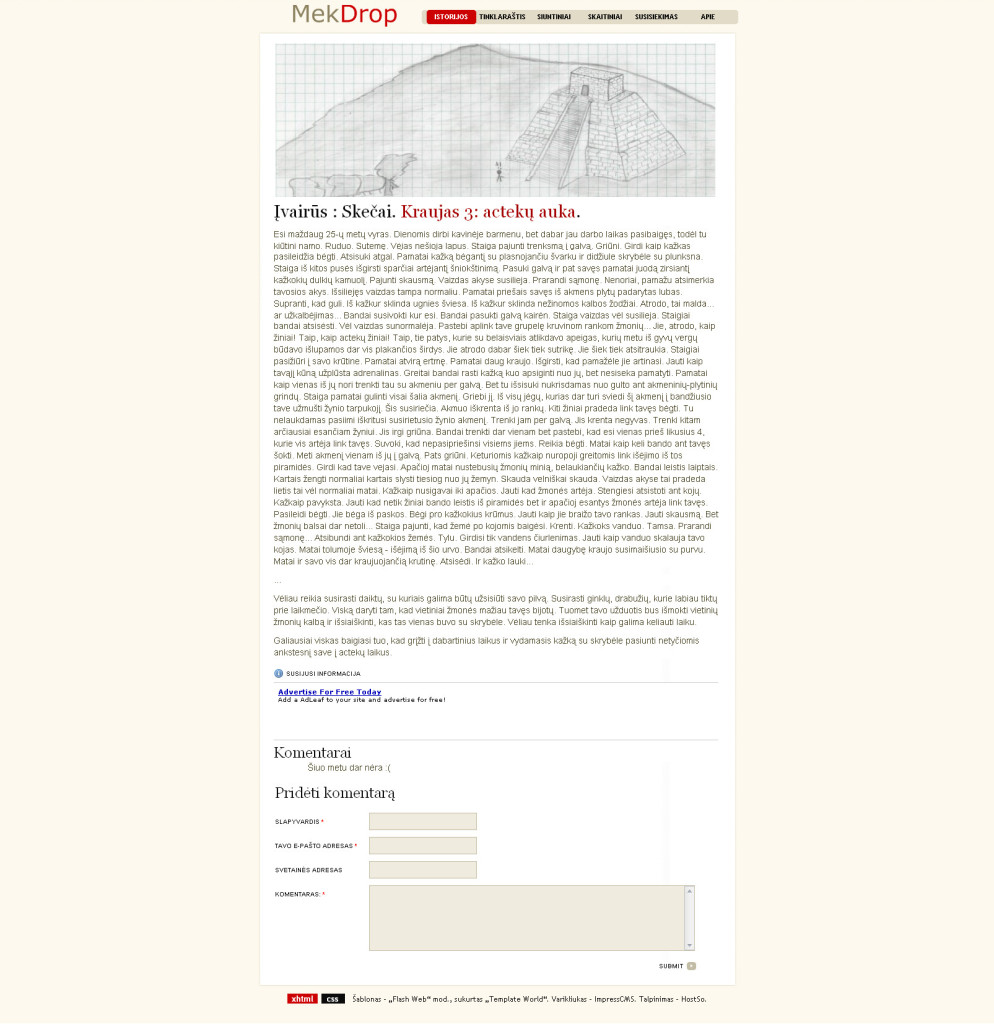 MekDrop
ISTORIJOS TINKLARAŠTIS SIUNTINIAI SKAITINIAI SUSISIEKIMAS APIE
Įvairūs : Skečai. Kraujas 3: actekų auka.
Esi maždaug 25-ų metų vyras. Dienomis dirbi kavinėje barmenu, bet dabar jau darbo laikas pasibaigęs, todėl tu
kiūtini namo. Ruduo. Sutemę. Vėjas nešioja lapus. Staiga pajunti trenksmą į galvą. Griūni. Girdi kaip kažkas
pasileidžia bėgti. Atsisuki atgal. Pamatai kažką bėgantį su plasnojančiu švarku ir didžiule skrybėle su plunksna.
Staiga iš kitos pusės išgirsti sparčiai artėjantį šniokštinimą. Pasuki galvą ir pat savęs pamatai juodą zirsiantį
kažkokių dulkių kamuolį. Pajunti skausmą. Vaizdas akyse susilieja. Prarandi sąmonę. Nenoriai, pamažu atsimerkia
tavosios akys. Išsiliejęs vaizdas tampa normaliu. Pamatai priešais savęs iš akmens plytų padarytas lubas.
Supranti, kad guli. Iš kažkur sklinda ugnies šviesa. Iš kažkur sklinda nežinomos kalbos žodžiai. Atrodo, tai malda...
ar užkalbėjimas... Bandai susivokti kur esi. Bandai pasukti galvą kairėn. Staiga vaizdas vėl susilieja. Staigiai
bandai atsisėsti. Vėl vaizdas sunormalėja. Pastebi aplink tave grupelę kruvinom rankom žmonių... Jie, atrodo, kaip
žiniai! Taip, kaip actekų žiniai! Taip, tie patys, kurie su belaisviais atlikdavo apeigas, kurių metu iš gyvų vergų
būdavo išlupamos dar vis plakančios širdys. Jie atrodo dabar šiek tiek sutrikę. Jie šiek tiek atsitraukia. Staigiai
pasižiūri į savo krūtine. Pamatai atvirą ertmę. Pamatai daug kraujo. Išgirsti, kad pamažėle jie artinasi. Jauti kaip
tavąjį kūną užplūsta adrenalinas. Greitai bandai rasti kažką kuo apsiginti nuo jų, bet nesiseka pamatyti. Pamatai
kaip vienas iš jų nori trenkti tau su akmeniu per galvą. Bet tu išsisuki nukrisdamas nuo gulto ant akmeninių-plytinių
grindų. Staiga pamatai gulinti visai šalia akmenį. Griebi jį. Iš visų jėgų, kurias dar turi sviedi šį akmenį į bandžiusio
tave užmušti žynio tarpukojį. Šis susiriečia. Akmuo iškrenta iš jo rankų. Kiti žiniai pradeda link tavęs bėgti. Tu
nelaukdamas pasiimi iškritusi susirietusio žynio akmenį. Trenki jam per galvą. Jis krenta negyvas. Trenki kitam
arčiausiai esančiam žyniui. Jis irgi griūna. Bandai trenkti dar vienam bet pastebi, kad esi vienas prieš likusius 4,
kurie vis artėja link tavęs. Suvoki, kad nepasipriešinsi visiems jiems. Reikia bėgti. Matai kaip keli bando ant tavęs
šokti. Meti akmenį vienam iš jų į galvą. Pats griūni. Keturiomis kažkaip nuropoji greitomis link išėjimo iš tos
piramidės. Girdi kad tave vejasi. Apačioj matai nustebusių žmonių minią, belaukiančių kažko. Bandai leistis laiptais.
Kartais žengti normaliai kartais slysti tiesiog nuo jų žemyn. Skauda velniškai skauda. Vaizdas akyse tai pradeda
lietis tai vėl normaliai matai. Kažkaip nusigavai iki apačios. Jauti kad žmonės artėja. Stengiesi atsistoti ant kojų.
Kažkaip pavyksta. Jauti kad netik žiniai bando leistis iš piramidės bet ir apačioj esantys žmonės artėja link tavęs.
Pasileidi bėgti. Jie bėga iš paskos. Bėgi pro kažkokius krūmus. Jauti kaip jie braižo tavo rankas. Jauti skausmą. Bet
žmonių balsai dar netoli... Staiga pajunti, kad žemė po kojomis baigėsi. Krenti. Kažkoks vanduo. Tamsa. Prarandi
sąmonę... Atsibundi ant kažkokios žemės. Tylu. Girdisi tik vandens čiurlenimas. Jauti kaip vanduo skalauja tavo
kojas. Matai tolumoje šviesą - išėjimą iš šio urvo. Bandai atsikelti. Matai daugybę kraujo susimaišiusio su purvu.
Matai ir savo vis dar kraujuojančią krutinę. Atsisėdi. Ir kažko lauki...
...
Vėliau reikia susirasti daiktų, su kuriais galima būtų užsisiūti savo pilvą. Susirasti ginklų, drabužių, kurie labiau tiktų
prie laikmečio. Viską daryti tam, kad vietiniai žmonės mažiau tavęs bijotų. Tuomet tavo užduotis bus išmokti vietinių
žmonių kalbą ir išsiaiškinti, kas tas vienas buvo su skrybėle. Vėliau tenka išsiaiškinti kaip galima keliauti laiku.
Galiausiai viskas baigiasi tuo, kad grįžti į dabartinius laikus ir vydamasis kažką su skrybėle pasiunti netyčiomis
ankstesnį save į actekų laikus.
SUSIJUSI INFORMACIJA
Advertise For Free Today
Add a AdLeaf to your site and advertise for free!
Komentarai
Šiuo metu dar nėra :(
Pridėti komentarą
SLAPYVARDIS *
TAVO E-PAŠTO ADRESAS *
SVETAINĖS ADRESAS
KOMENTARAS: *
SUBMIT
xhtml css Šablonas - „Flash Web“ mod., sukurtas „Template World“. Varikliukas - ImpressCMS. Talpinimas - HostSo.